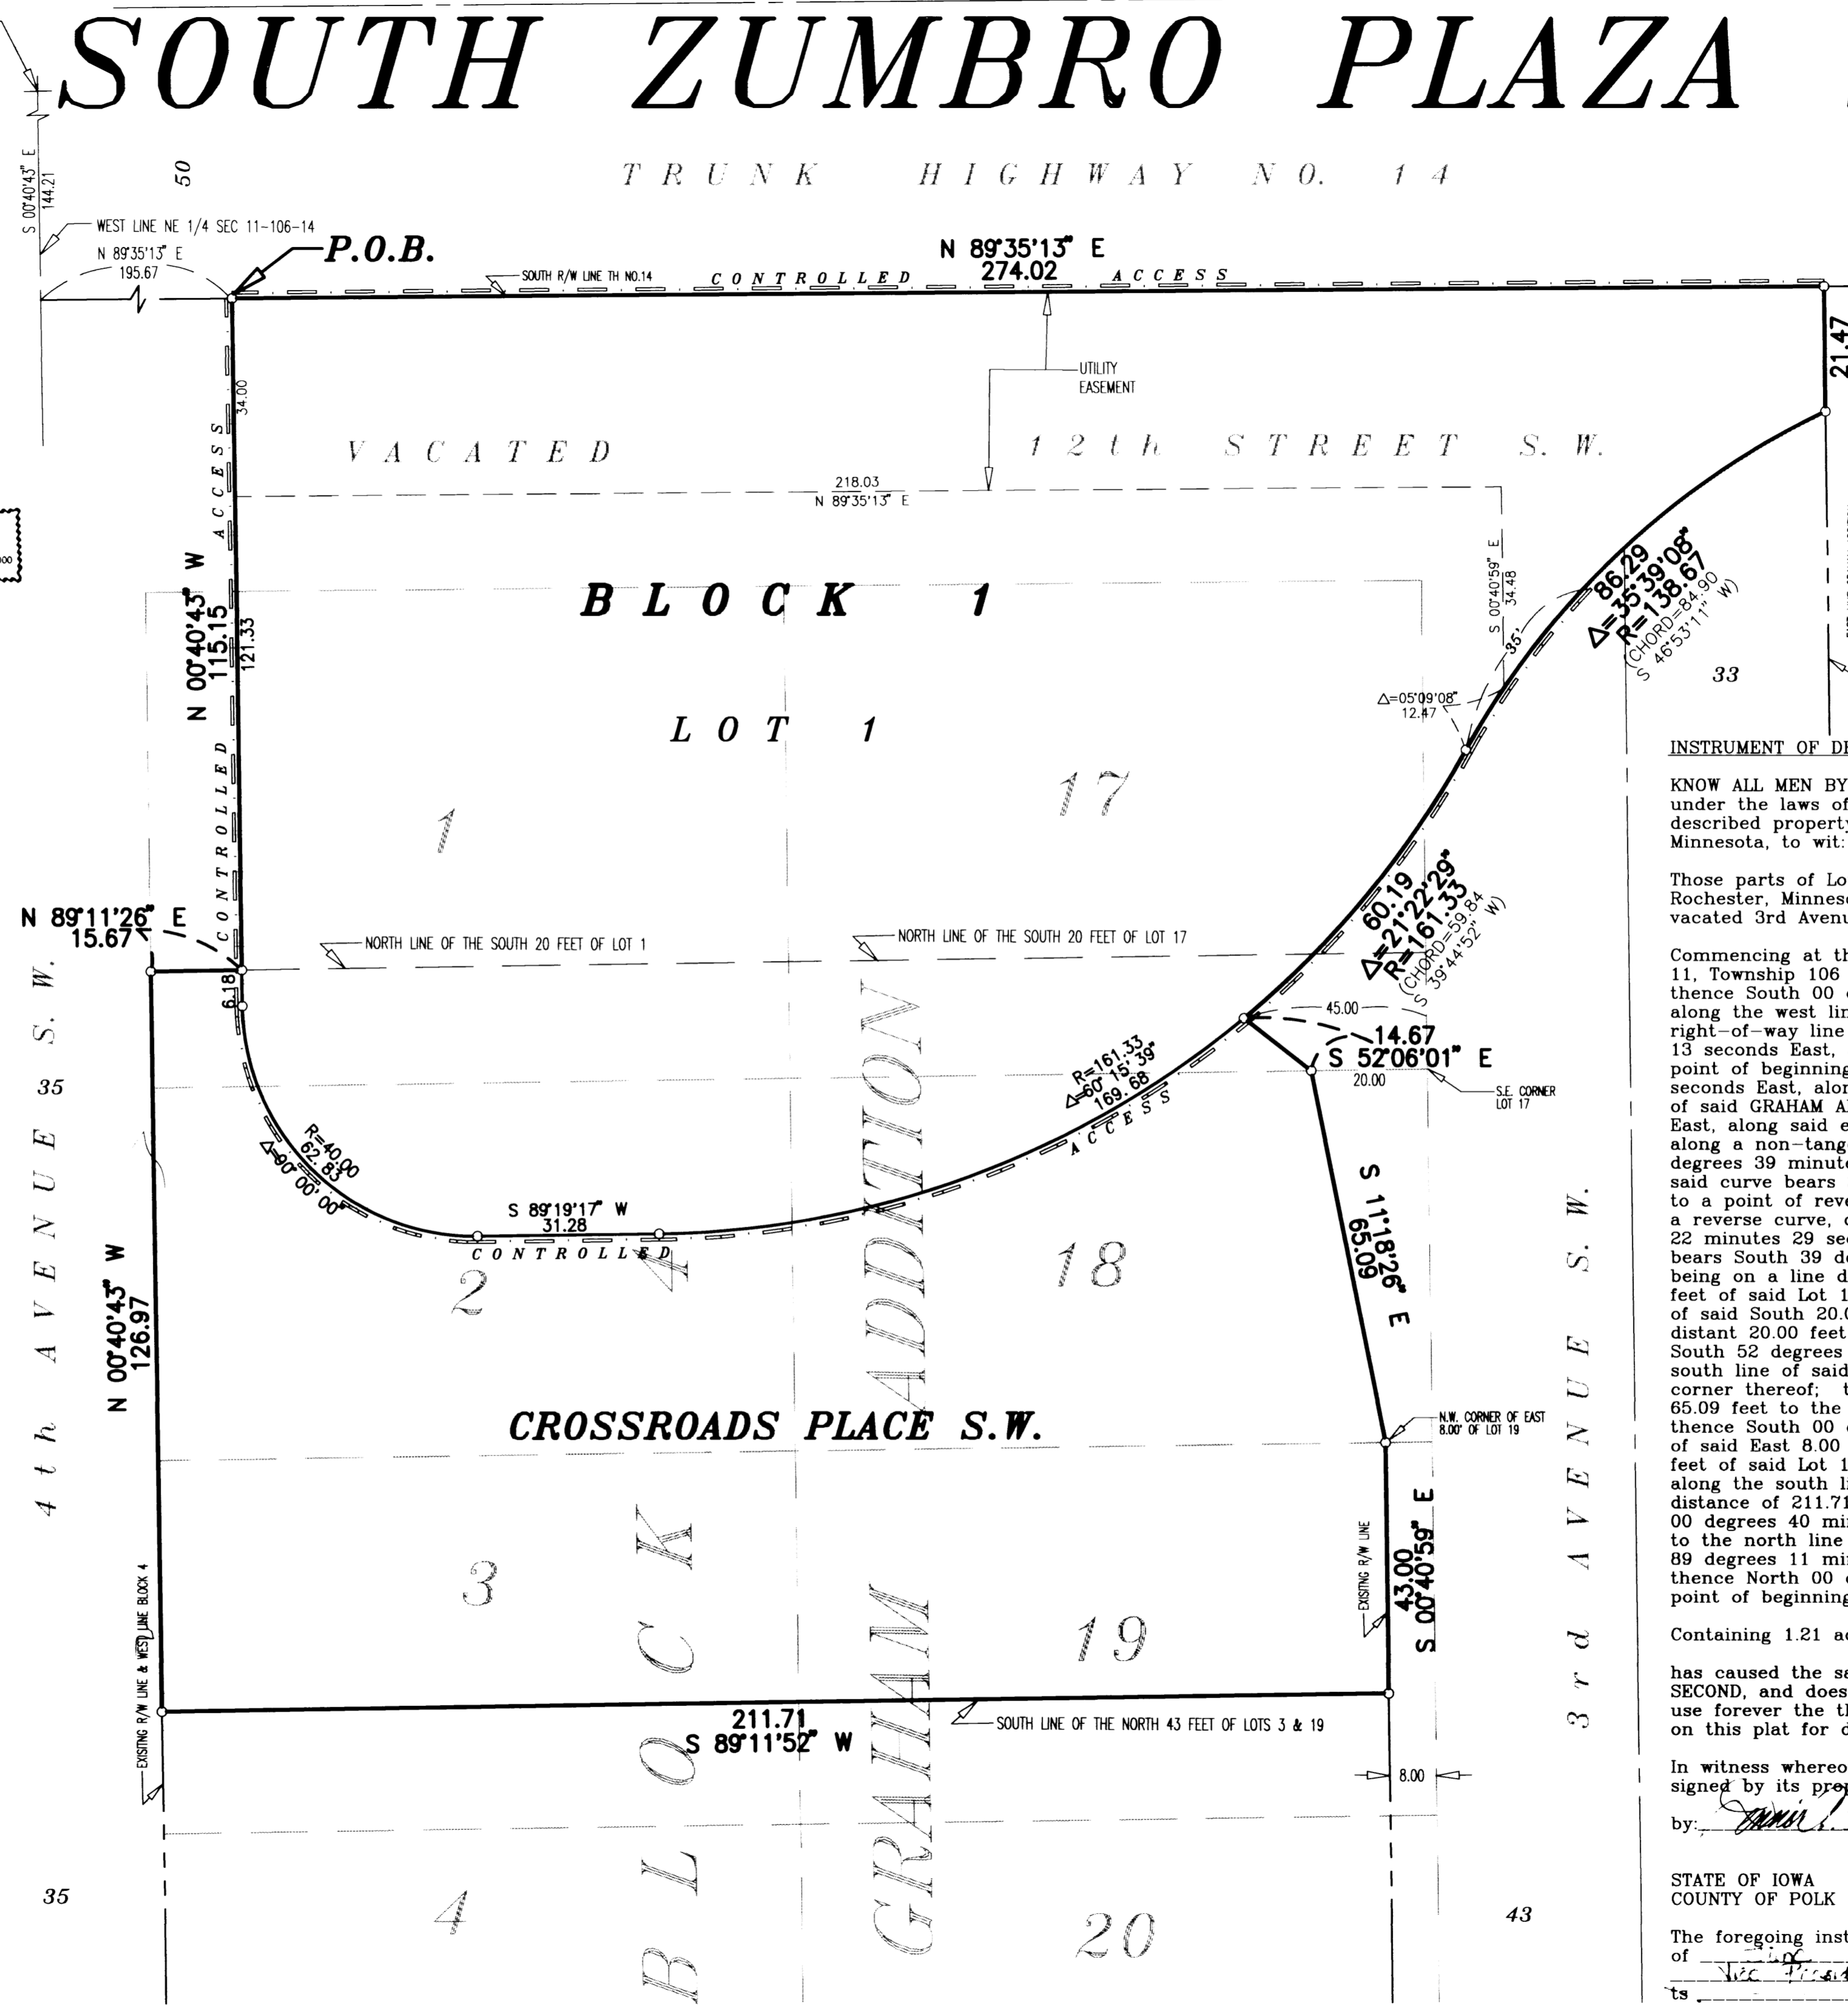 SOUTH ZUMBRO PLAZA
S 00°40'43" E
144.21
50
TRUNK HIGHWAY NO. 14
WEST LINE NE 1/4 SEC 11-106-14
N 89°35'13" E
195.67
P.O.B.
N 89°35'13" E
274.02
SOUTH R/W LINE TH NO.14
CONTROLLED ACCESS
21.47
UTILITY
EASEMENT
34.00
VACATED 12th STREET S.W.
218.03
N 89°35'13" E
S 00°40'59" E
34.48
CONTROLLED ACCESS
N 00°40'43" W
115.15
121.33
BLOCK 1
LOT 1
35'
86.29
Δ=35°39'08"
R=138.67
(CHORD=84.90
S 46°53'11" W)
33
Δ=05°09'08"
12.47
1
17
60.19
Δ=21°22'29"
R=161.33
(CHORD=59.84
S 39°44'52" W)
N 89°11'26" E
15.67
NORTH LINE OF THE SOUTH 20 FEET OF LOT 1
NORTH LINE OF THE SOUTH 20 FEET OF LOT 17
6.18
45.00
14.67
S 52°06'01" E
20.00
S.E. CORNER
LOT 17
4th AVENUE S.W.
35
R=161.33
Δ=60°15'39"
169.68
ACCESS
R=40.00
62.83
Δ=90°00'00"
S 89°19'17" W
31.28
CONTROLLED
S 11°18'26" E
65.09
2
4
18
N 00°40'43" W
126.97
CROSSROADS PLACE S.W.
N.W. CORNER OF EAST
8.00' OF LOT 19
3rd AVENUE S.W.
EXISITNG R/W LINE
43.00
S 00°40'59" E
EXISITNG R/W LINE & WEST LINE BLOCK 4
3
19
BLOCK
GRAHAM ADDITION
211.71
S 89°11'52" W
SOUTH LINE OF THE NORTH 43 FEET OF LOTS 3 & 19
8.00
35
4
20
43
INSTRUMENT OF
KNOW ALL MEN BY
under the laws of
described property
Minnesota, to wit:
Those parts of Lo
Rochester, Minnes
vacated 3rd Avenu
Commencing at th
11, Township 106
thence South 00
along the west lin
right-of-way line
13 seconds East,
point of beginning
seconds East, alon
of said GRAHAM A
East, along said e
along a non-tang
degrees 39 minut
said curve bears
to a point of reve
a reverse curve,
22 minutes 29 se
bears South 39 d
being on a line d
feet of said Lot 1
of said South 20.
distant 20.00 feet
South 52 degrees
south line of said
corner thereof; t
65.09 feet to the
thence South 00
of said East 8.00
feet of said Lot 1
along the south li
distance of 211.71
00 degrees 40 mi
to the north line
89 degrees 11 mi
thence North 00
point of beginning
Containing 1.21 a
has caused the sa
SECOND, and does
use forever the t
on this plat for d
In witness whereo
signed by its prop
by:
STATE OF IOWA
COUNTY OF POLK
The foregoing inst
of
Vice Presid
ts